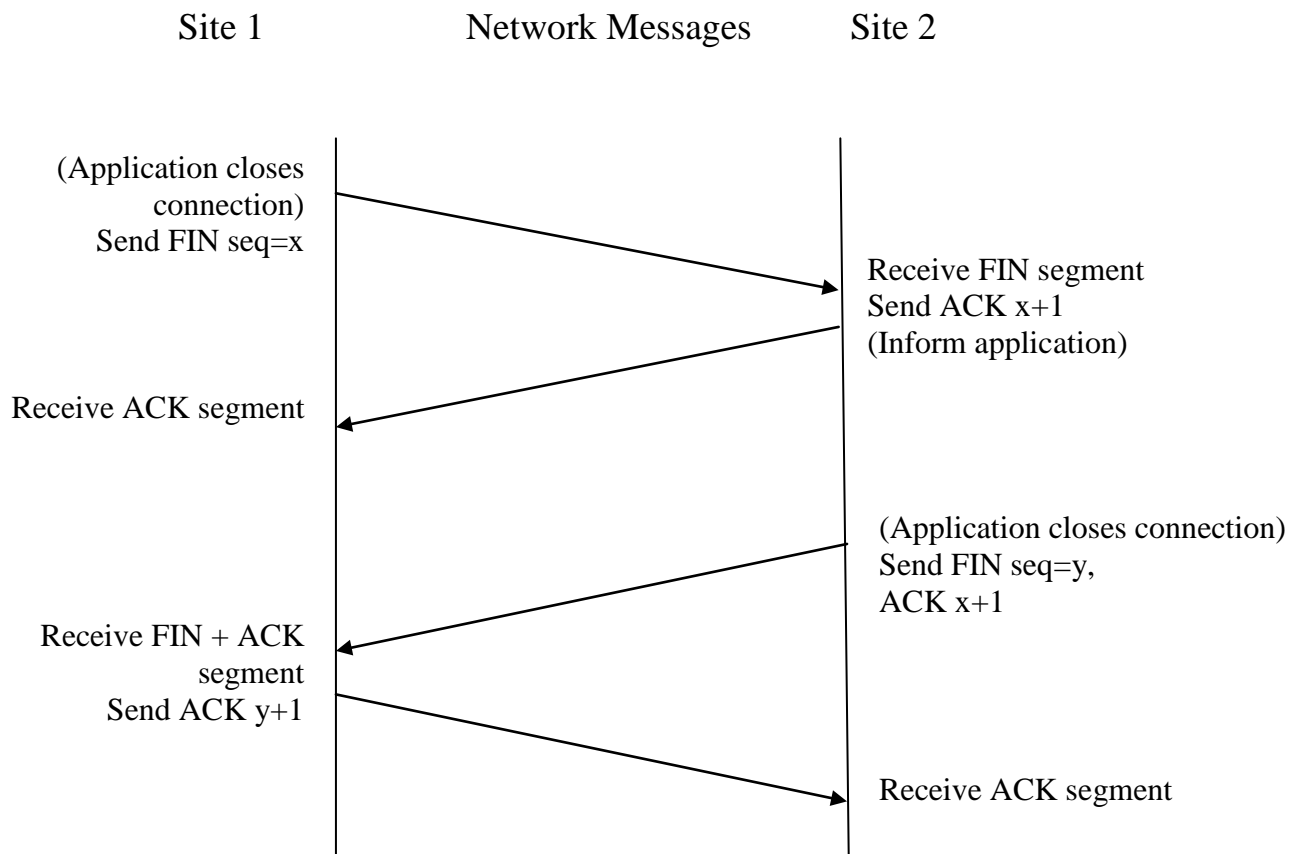 Site 1 Network Messages Site 2
(Application closes
connection)
Send FIN seq=x
Receive FIN segment
Send ACK x+1
(Inform application)
Receive ACK segment
(Application closes connection)
Send FIN seq=y,
ACK x+1
Receive FIN + ACK
segment
Send ACK y+1
Receive ACK segment